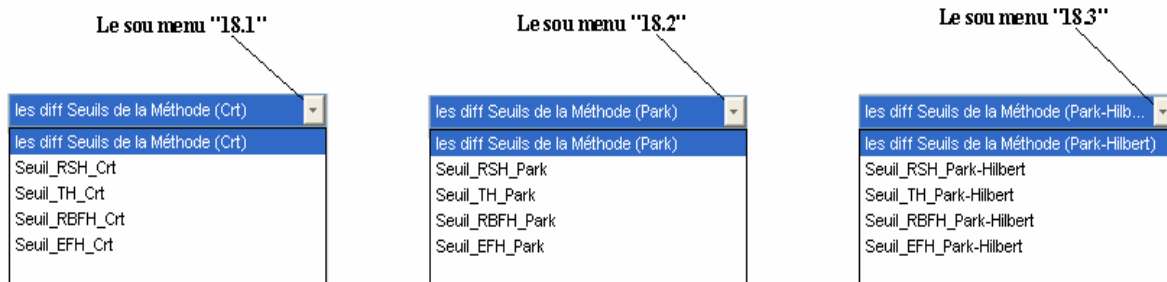 Le sou menu "18.1"
les diff Seuils de la Méthode (Crt)
les diff Seuils de la Méthode (Crt)
Seuil_RSH_Crt
Seuil_TH_Crt
Seuil_RBFH_Crt
Seuil_EFH_Crt
Le sou menu "18.2"
les diff Seuils de la Méthode (Park)
les diff Seuils de la Méthode (Park)
Seuil_RSH_Park
Seuil_TH_Park
Seuil_RBFH_Park
Seuil_EFH_Park
Le sou menu "18.3"
les diff Seuils de la Méthode (Park-Hilb...
les diff Seuils de la Méthode (Park-Hilbert)
Seuil_RSH_Park-Hilbert
Seuil_TH_Park-Hilbert
Seuil_RBFH_Park-Hilbert
Seuil_EFH_Park-Hilbert